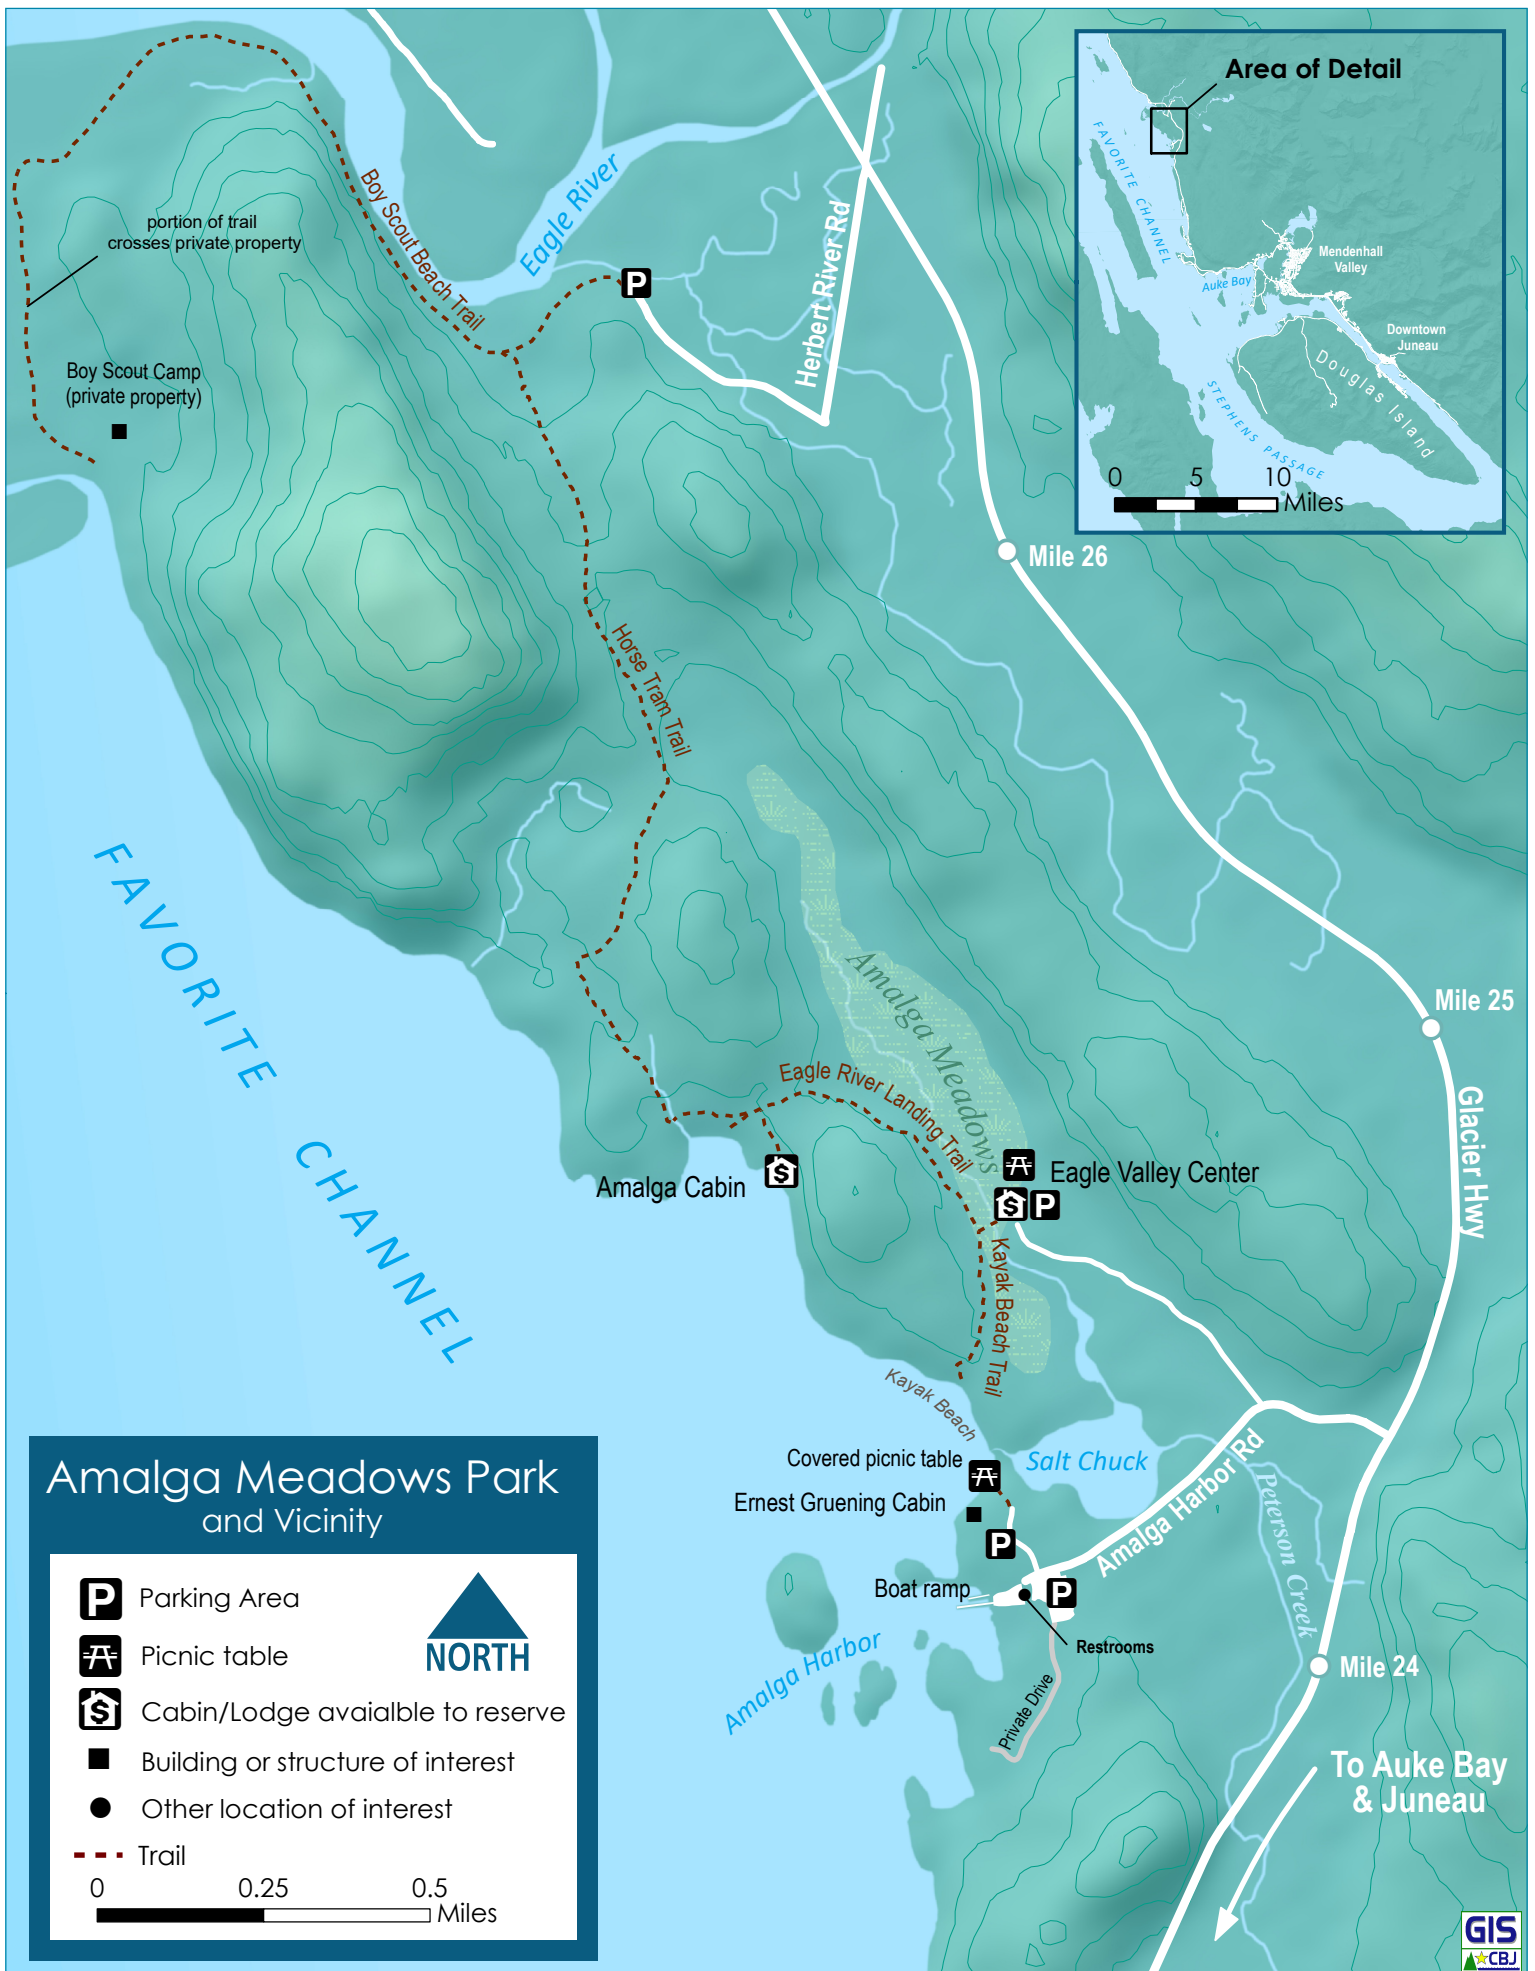 Area of Detail
FAVORITE CHANNEL
Mendenhall
Valley
Auke Bay
Downtown
Juneau
Douglas Island
STEPHENS PASSAGE
0 5 10
Miles
Boy Scout Beach Trail
Eagle River
portion of trail
crosses private property
P
Herbert River Rd
Boy Scout Camp
(private property)
Mile 26
Horse Tram Trail
FAVORITE CHANNEL
Amalga Meadows
Mile 25
Eagle River Landing Trail
Glacier Hwy
Amalga Cabin
$
Eagle Valley Center
$ P
Kayak Beach Trail
Kayak Beach
Covered picnic table
Salt Chuck
Ernest Gruening Cabin
P
Amalga Harbor Rd
Peterson Creek
Boat ramp
P
Restrooms
Amalga Harbor
Private Drive
Mile 24
To Auke Bay
& Juneau
Amalga Meadows Park
and Vicinity
P Parking Area
NORTH
Picnic table
$ Cabin/Lodge avaialble to reserve
Building or structure of interest
Other location of interest
Trail
0 0.25 0.5
Miles
GIS
CBJ